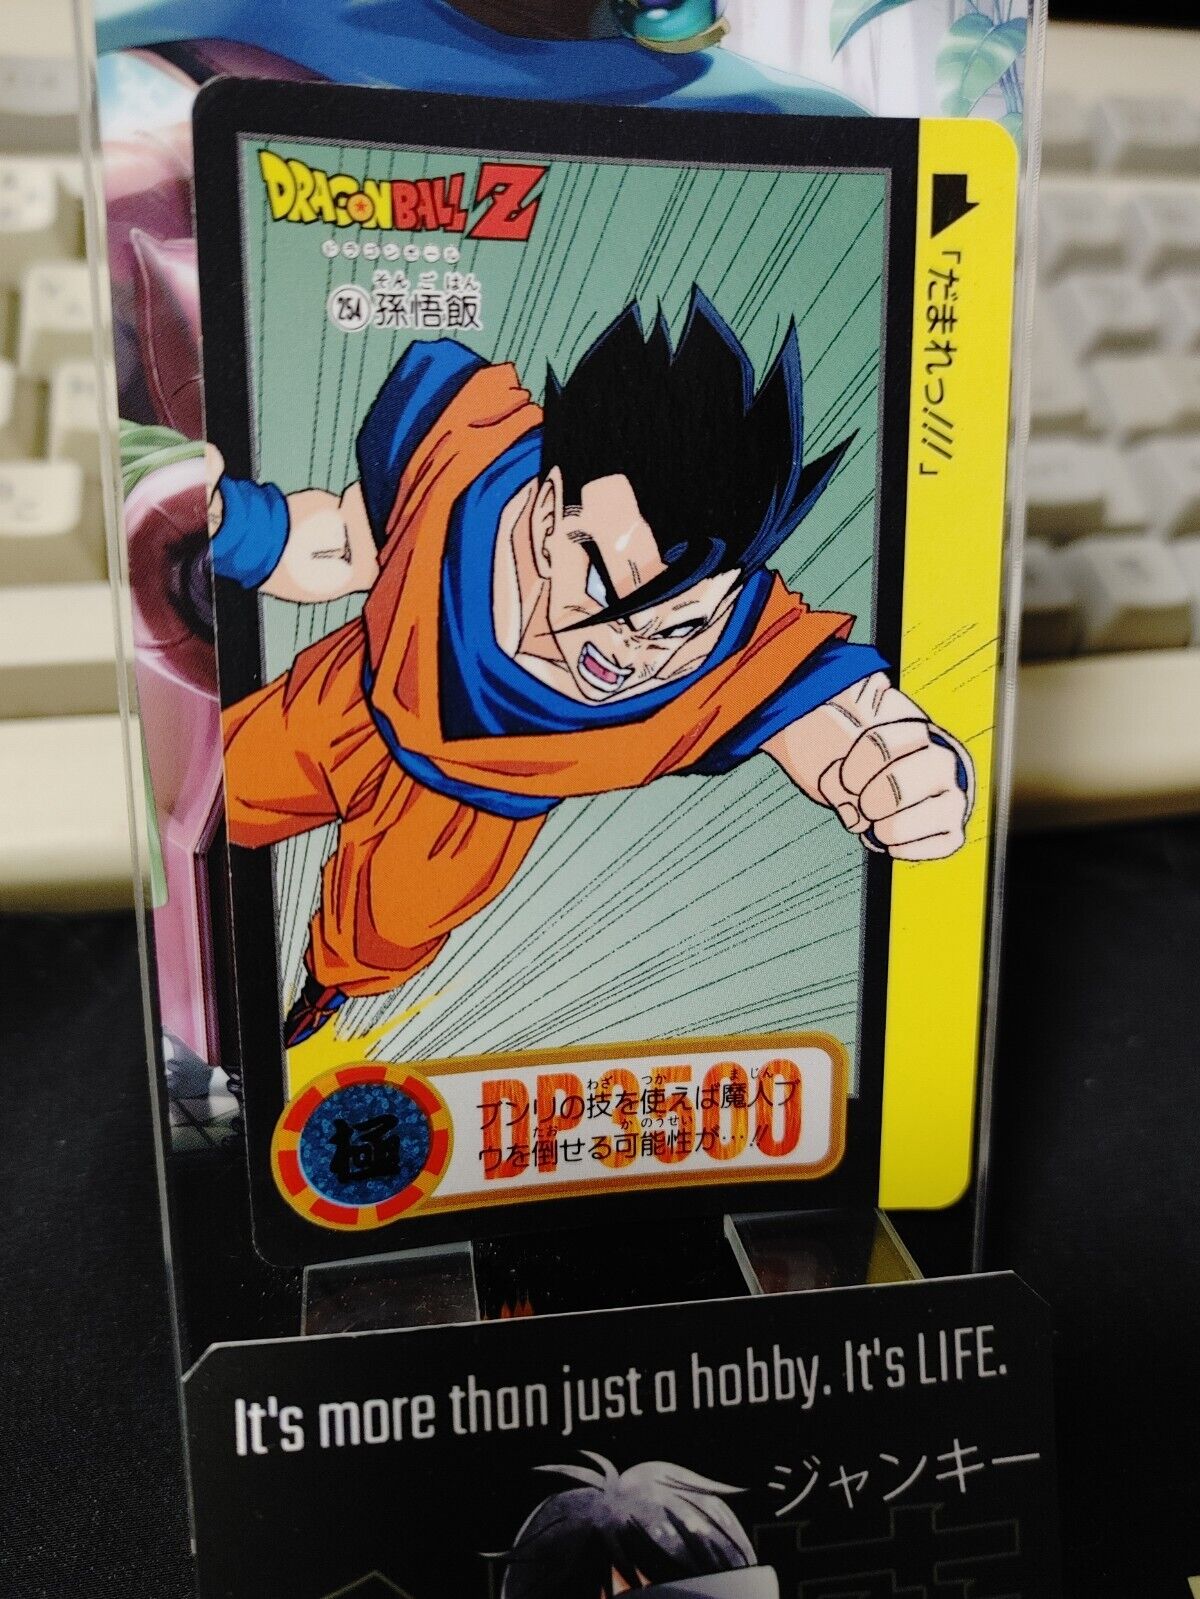 DRAGON BALL Z
ドラゴンボール
そん ご はん
254 孫悟飯
「だまれっ!!!」
極
DP3500
わざ つか ま じん
フンリの技を使えば魔人ブ
たお か のうせい
ウを倒せる可能性が…!!
It's more than just a hobby. It's LIFE.
ジャンキー